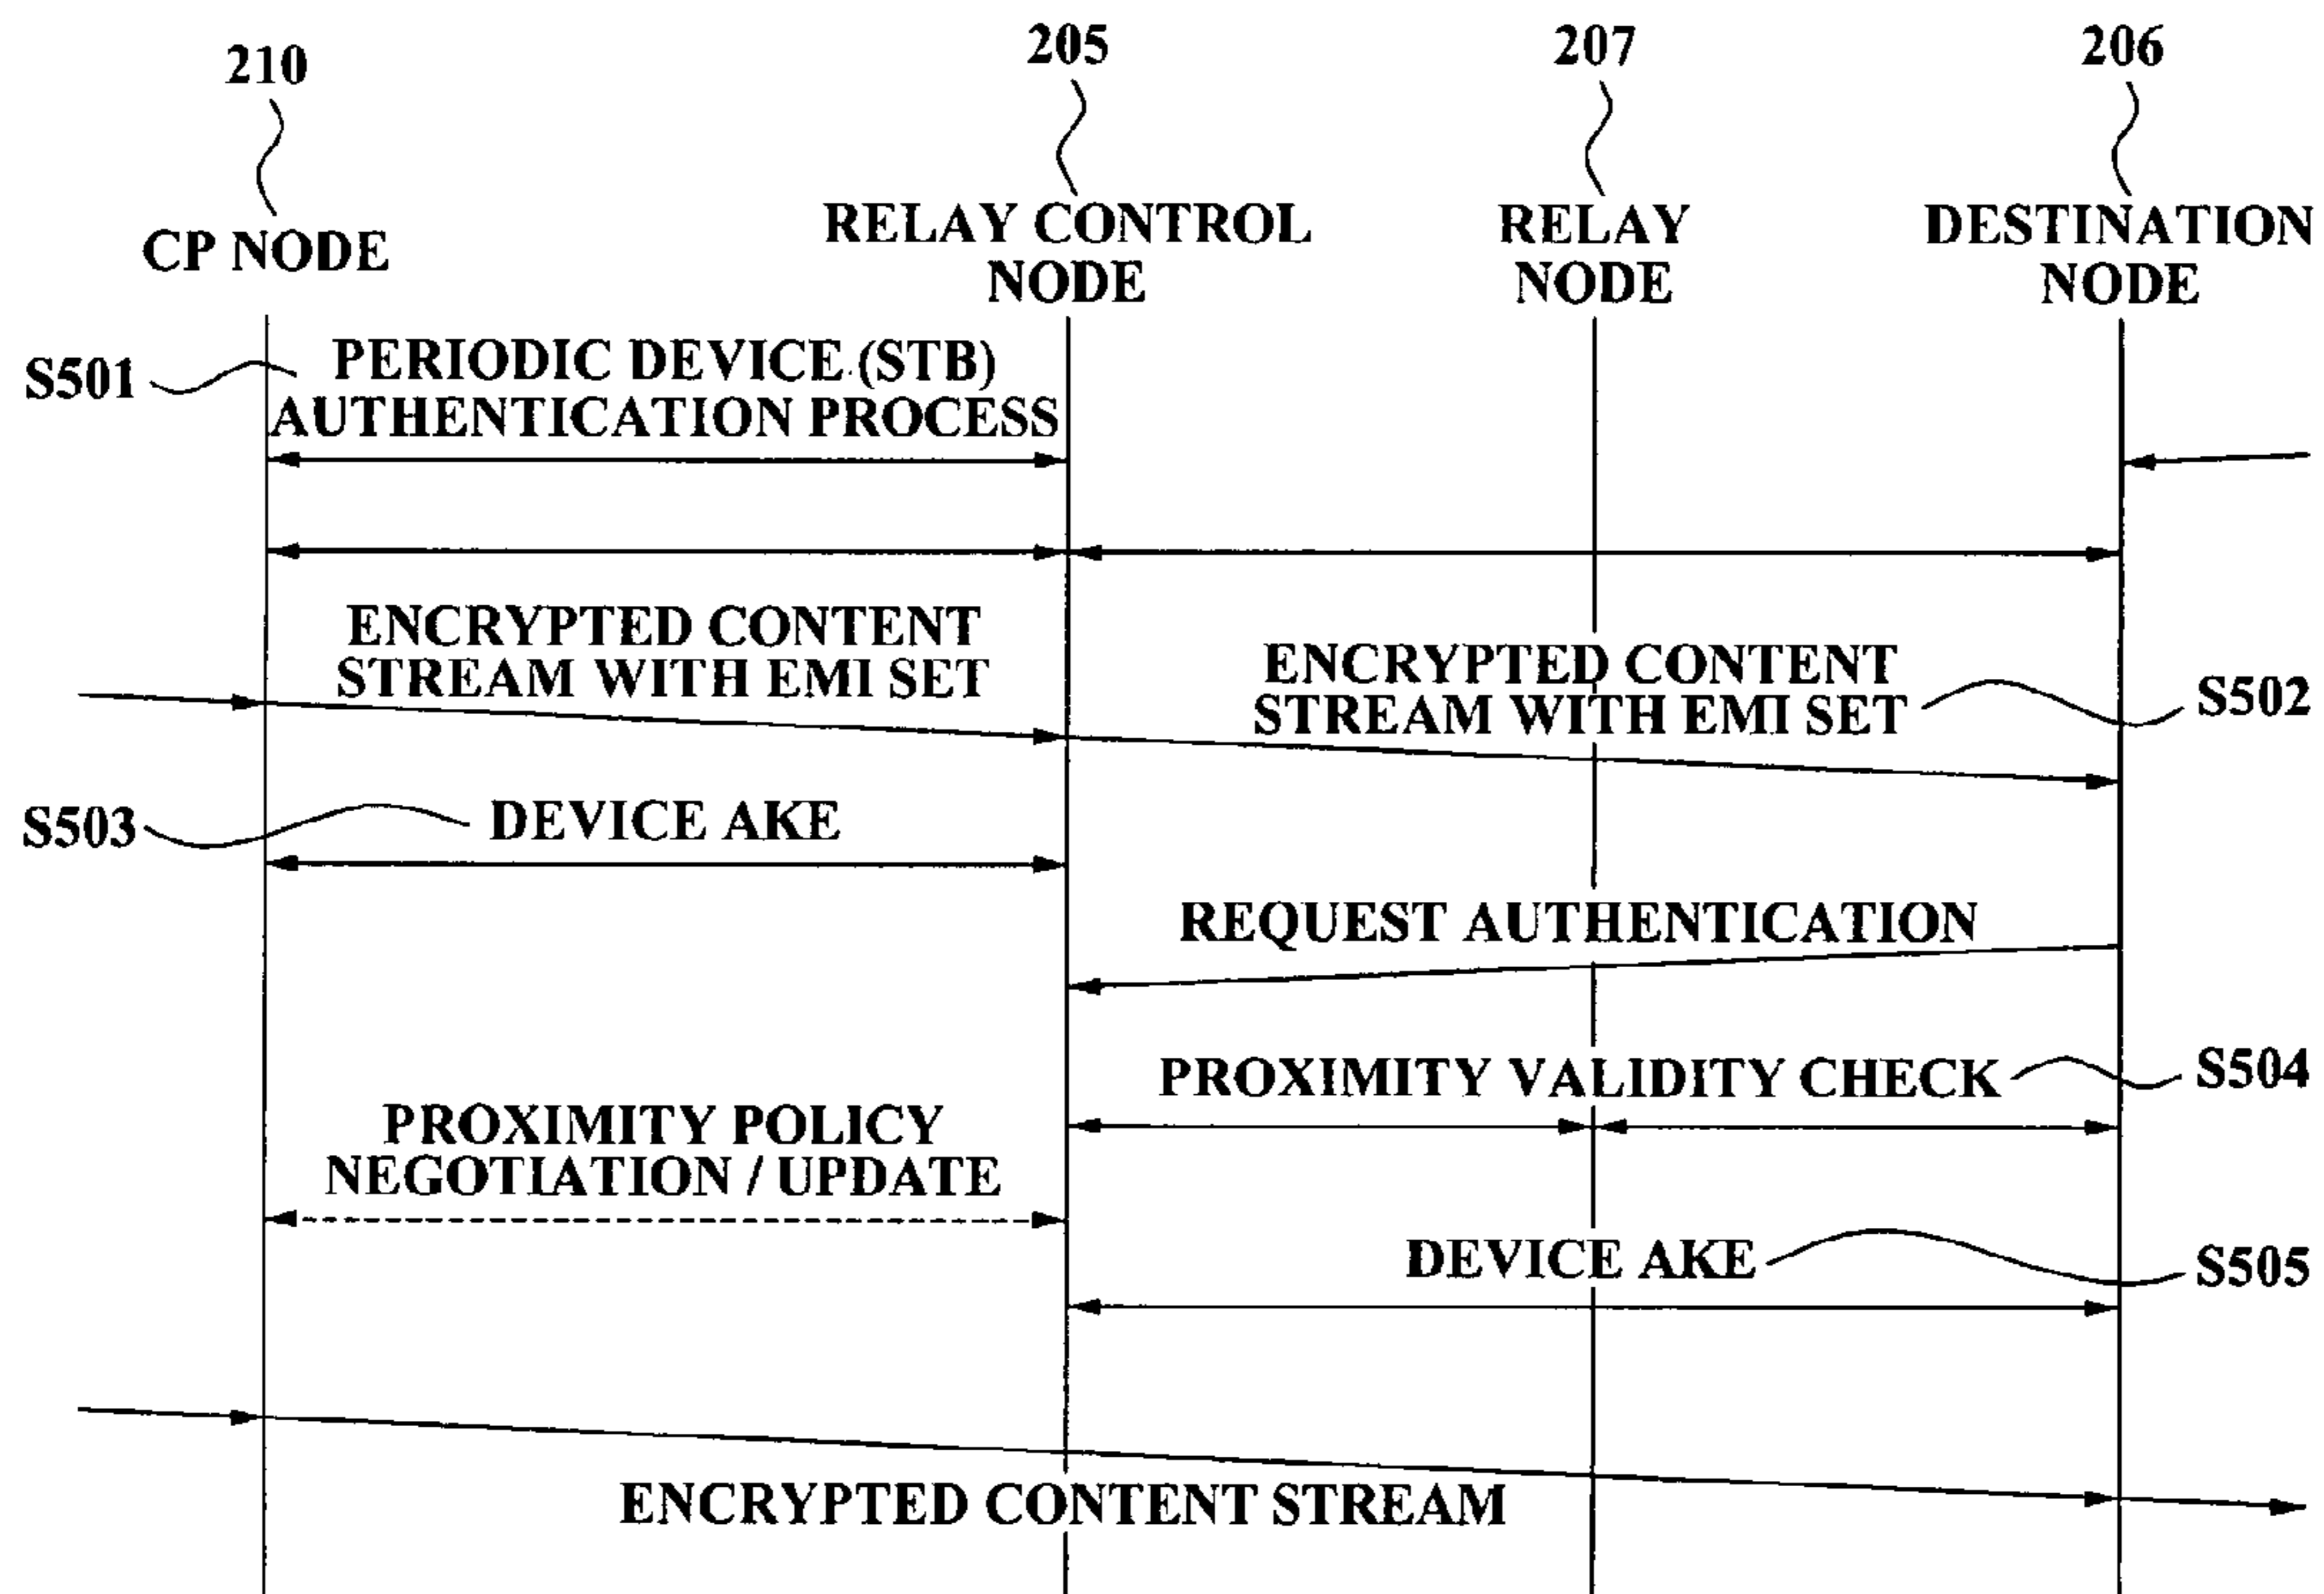 210
205
207
206
CP NODE
RELAY CONTROL
NODE
RELAY
NODE
DESTINATION
NODE
S501
PERIODIC DEVICE (STB)
AUTHENTICATION PROCESS
ENCRYPTED CONTENT
STREAM WITH EMI SET
ENCRYPTED CONTENT
STREAM WITH EMI SET
S502
S503
DEVICE AKE
REQUEST AUTHENTICATION
PROXIMITY VALIDITY CHECK
S504
PROXIMITY POLICY
NEGOTIATION / UPDATE
DEVICE AKE
S505
ENCRYPTED CONTENT STREAM